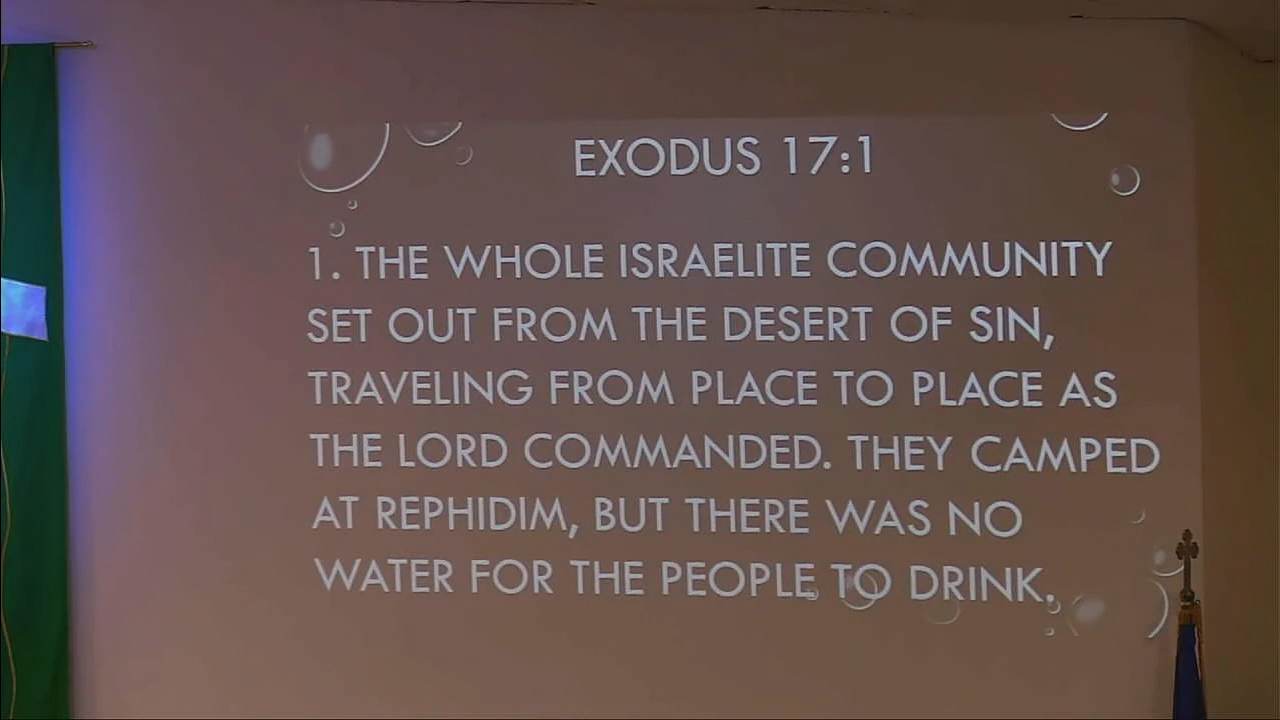 EXODUS 17:1
1. THE WHOLE ISRAELITE COMMUNITY
SET OUT FROM THE DESERT OF SIN,
TRAVELING FROM PLACE TO PLACE AS
THE LORD COMMANDED. THEY CAMPED
AT REPHIDIM, BUT THERE WAS NO
WATER FOR THE PEOPLE TO DRINK.